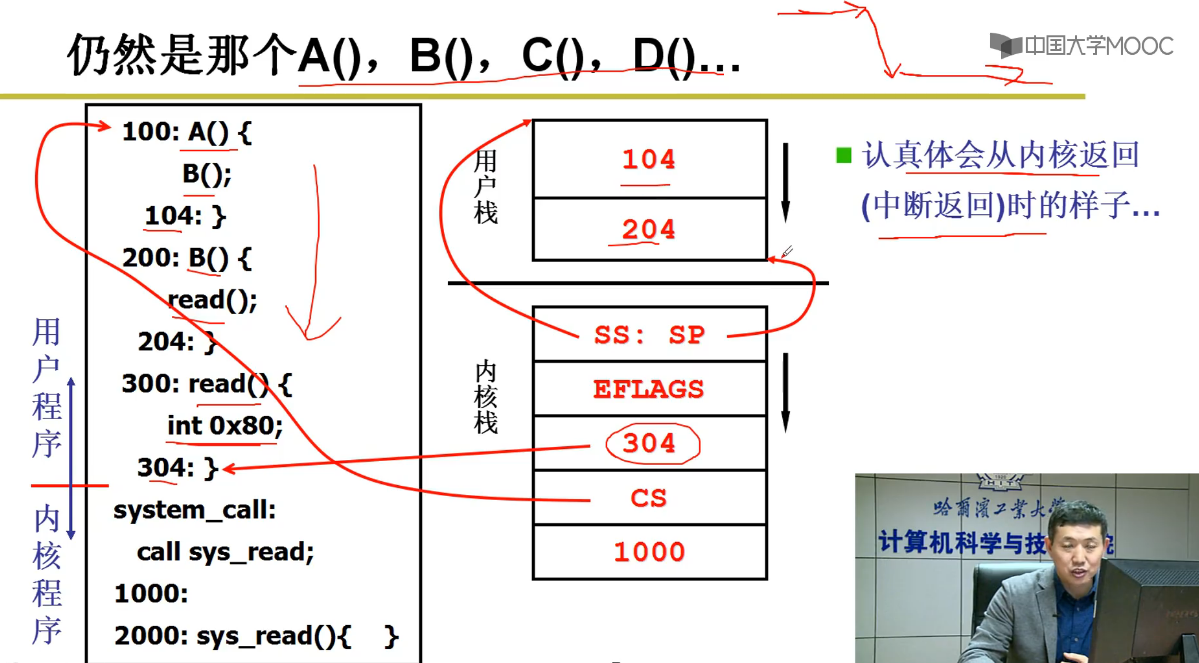 仍然是那个A(), B(), C(), D()...
中国大学MOOC
100: A() {
B();
104: }
200: B() {
read();
204: }
300: read() {
int 0x80;
304: }
system_call:
call sys_read;
1000:
2000: sys_read(){ }
用户程序
内核程序
用户栈
104
204
内核栈
SS: SP
EFLAGS
304
CS
1000
■ 认真体会从内核返回
(中断返回)时的样子...
哈尔滨工业大学
计算机科学与技
院